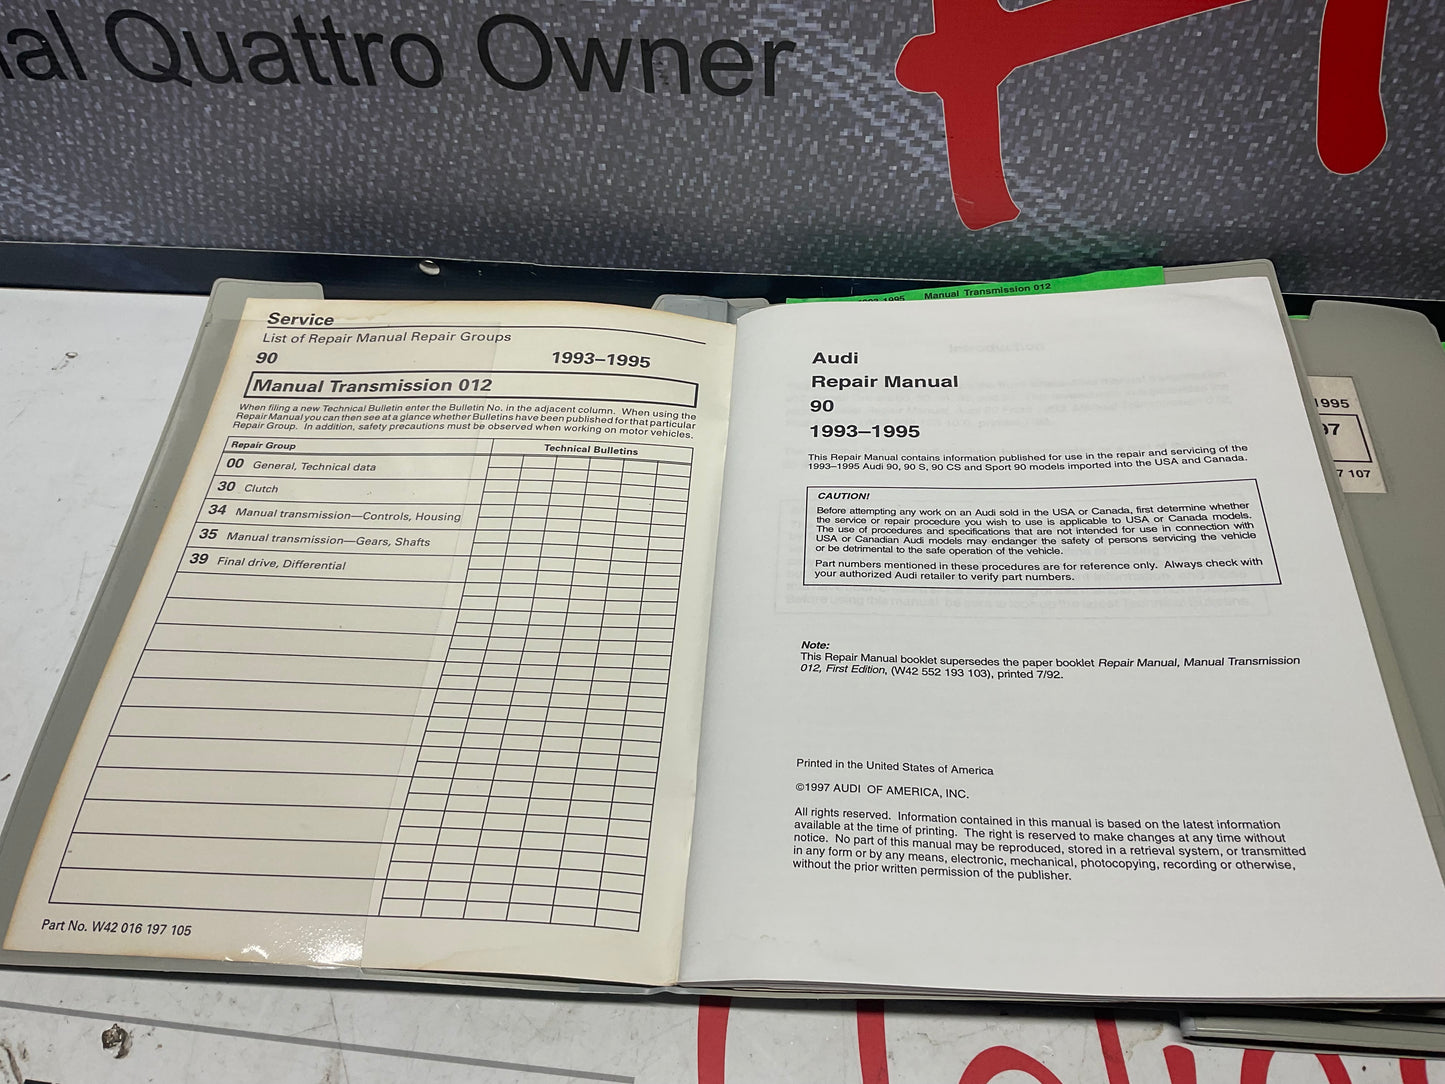 al Quattro Owner
Service
List of Repair Manual Repair Groups
90 1993–1995
Manual Transmission 012
When filing a new Technical Bulletin enter the Bulletin No. in the adjacent column. When using the
Repair Manual you can then see at a glance whether Bulletins have been published for that particular
Repair Group. In addition, safety precautions must be observed when working on motor vehicles.
Repair Group Technical Bulletins
00 General, Technical data
30 Clutch
34 Manual transmission—Controls, Housing
35 Manual transmission—Gears, Shafts
39 Final drive, Differential
Part No. W42 016 197 105
1993-1995 Manual Transmission 012
Audi
Repair Manual
90
1993–1995
This Repair Manual contains information published for use in the repair and servicing of the
1993–1995 Audi 90, 90 S, 90 CS and Sport 90 models imported into the USA and Canada.
CAUTION!
Before attempting any work on an Audi sold in the USA or Canada, first determine whether
the service or repair procedure you wish to use is applicable to USA or Canada models.
The use of procedures and specifications that are not intended for use in connection with
USA or Canadian Audi models may endanger the safety of persons servicing the vehicle
or be detrimental to the safe operation of the vehicle.
Part numbers mentioned in these procedures are for reference only. Always check with
your authorized Audi retailer to verify part numbers.
Note:
This Repair Manual booklet supersedes the paper booklet Repair Manual, Manual Transmission
012, First Edition, (W42 552 193 103), printed 7/92.
Printed in the United States of America
©1997 AUDI OF AMERICA, INC.
All rights reserved. Information contained in this manual is based on the latest information
available at the time of printing. The right is reserved to make changes at any time without
notice. No part of this manual may be reproduced, stored in a retrieval system, or transmitted
in any form or by any means, electronic, mechanical, photocopying, recording or otherwise,
without the prior written permission of the publisher.
1995
97
7 107